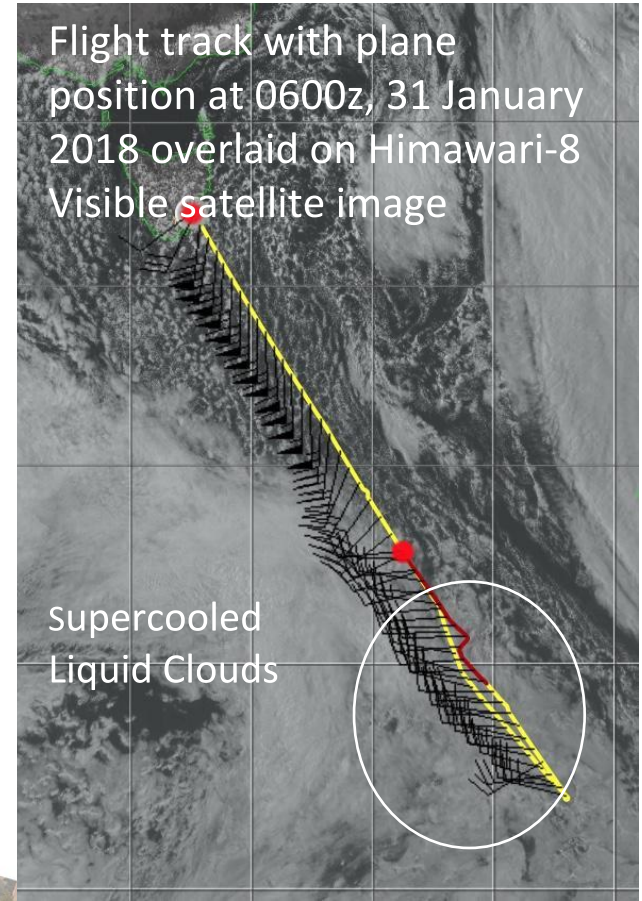 Flight track with plane
position at 0600z, 31 January
2018 overlaid on Himawari-8
Visible satellite image
Supercooled
Liquid Clouds